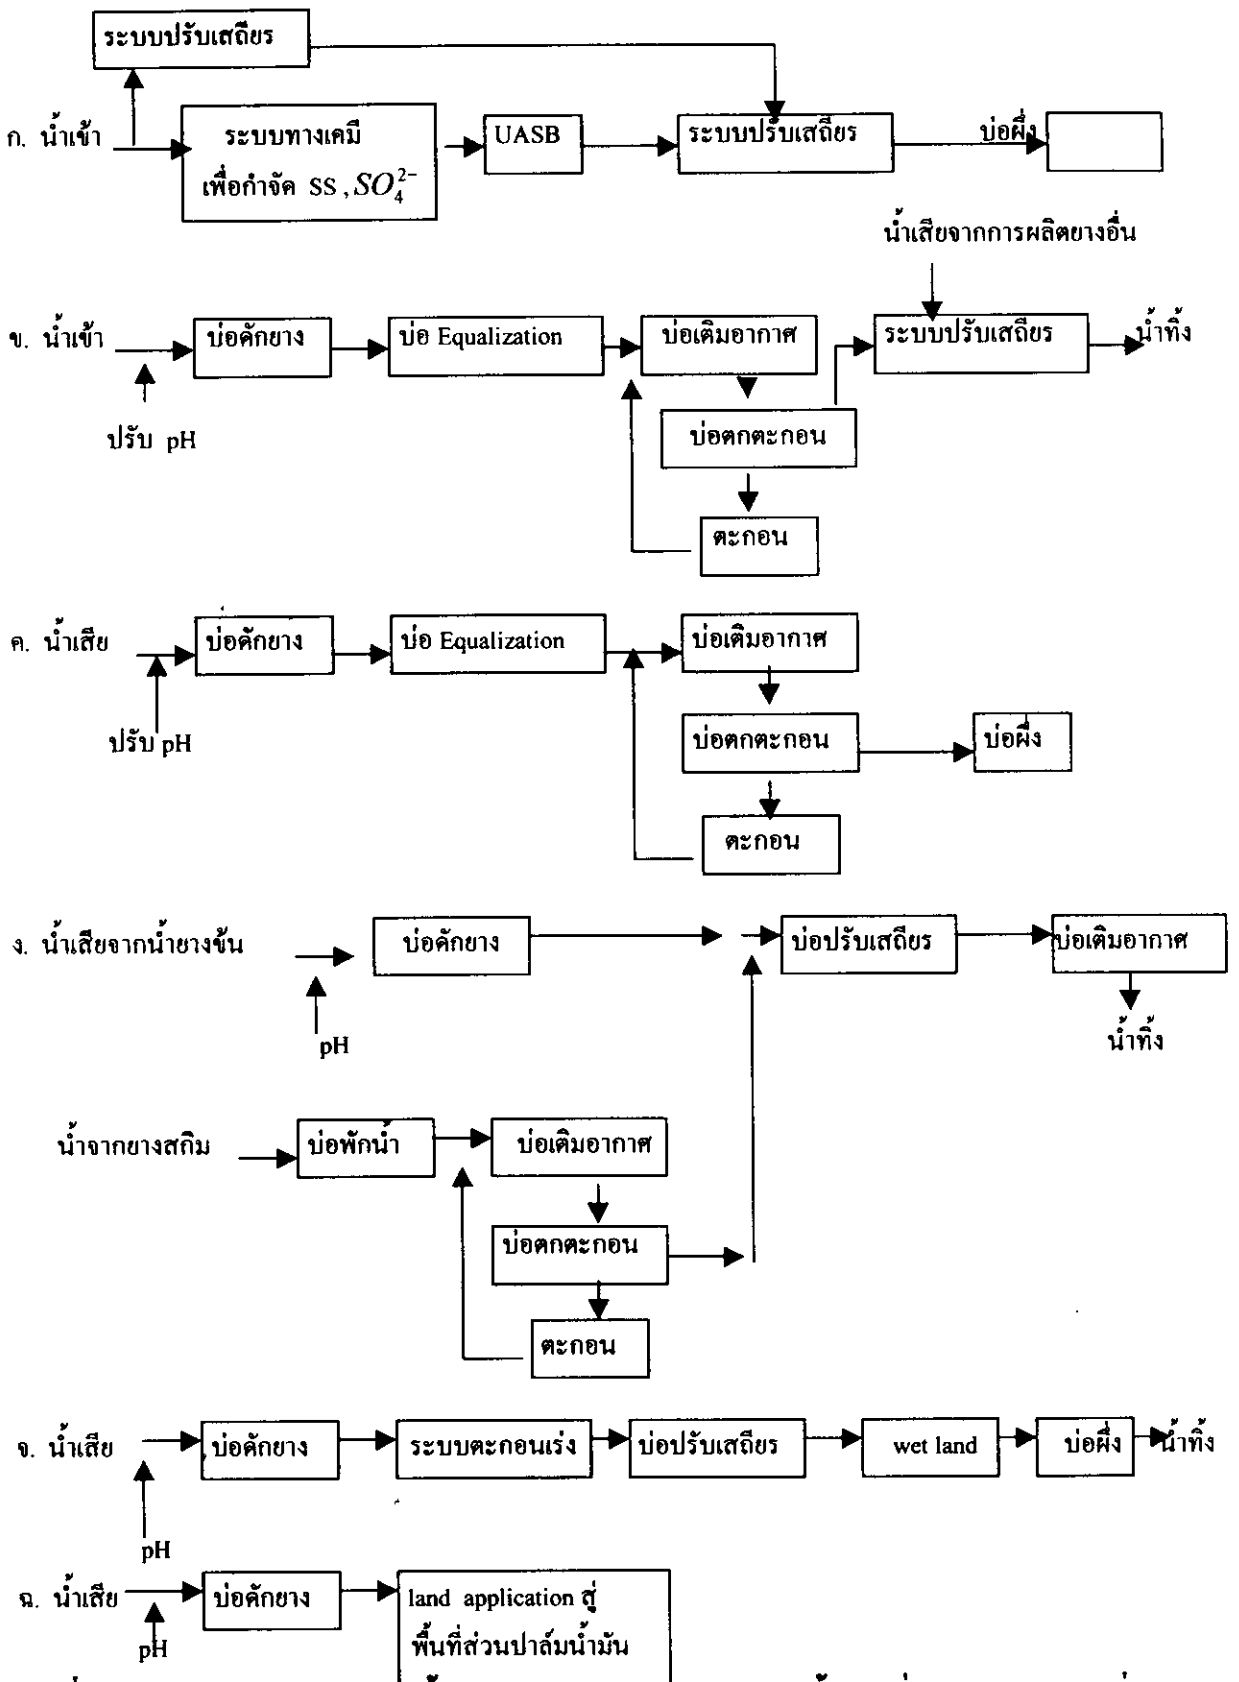 ระบบปรับเสถียร
ก. น้ำเข้า
ระบบทางเคมี
เพื่อกำจัด SS , SO₄²⁻
UASB
ระบบปรับเสถียร
บ่อผึ่ง
น้ำเสียจากการผลิตยางอื่น
ข. น้ำเข้า
บ่อดักยาง
บ่อ Equalization
บ่อเติมอากาศ
ระบบปรับเสถียร
น้ำทิ้ง
ปรับ pH
บ่อตกตะกอน
ตะกอน
ค. น้ำเสีย
บ่อดักยาง
บ่อ Equalization
บ่อเติมอากาศ
ปรับ pH
บ่อตกตะกอน
บ่อผึ่ง
ตะกอน
ง. น้ำเสียจากน้ำยางข้น
บ่อดักยาง
บ่อปรับเสถียร
บ่อเติมอากาศ
pH
น้ำทิ้ง
น้ำจากยางสกิม
บ่อพักน้ำ
บ่อเติมอากาศ
บ่อตกตะกอน
ตะกอน
จ. น้ำเสีย
บ่อดักยาง
ระบบตะกอนเร่ง
บ่อปรับเสถียร
wet land
บ่อผึ่ง
น้ำทิ้ง
pH
ฉ. น้ำเสีย
บ่อดักยาง
land application สู่
พื้นที่ส่วนปาล์มน้ำมัน
pH